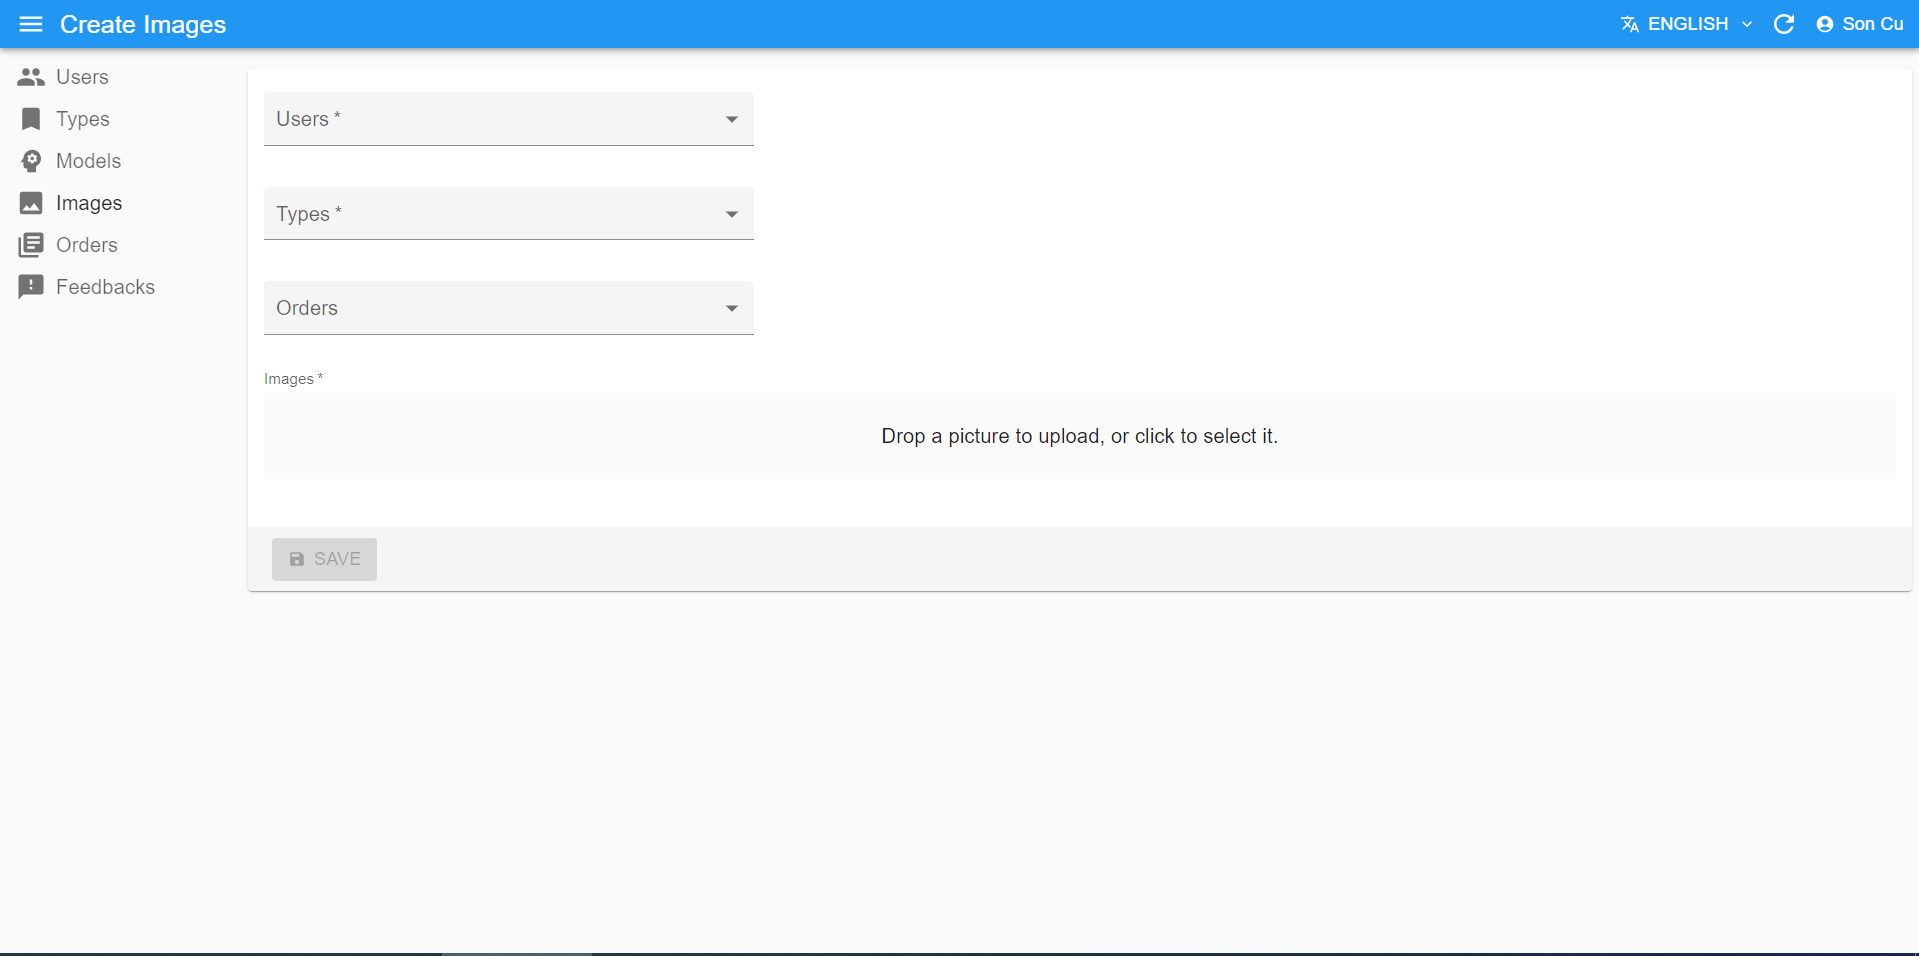 Create Images
ENGLISH
Son Cu
Users
Types
Models
Images
Orders
Feedbacks
Users *
Types *
Orders
Images *
Drop a picture to upload, or click to select it.
SAVE